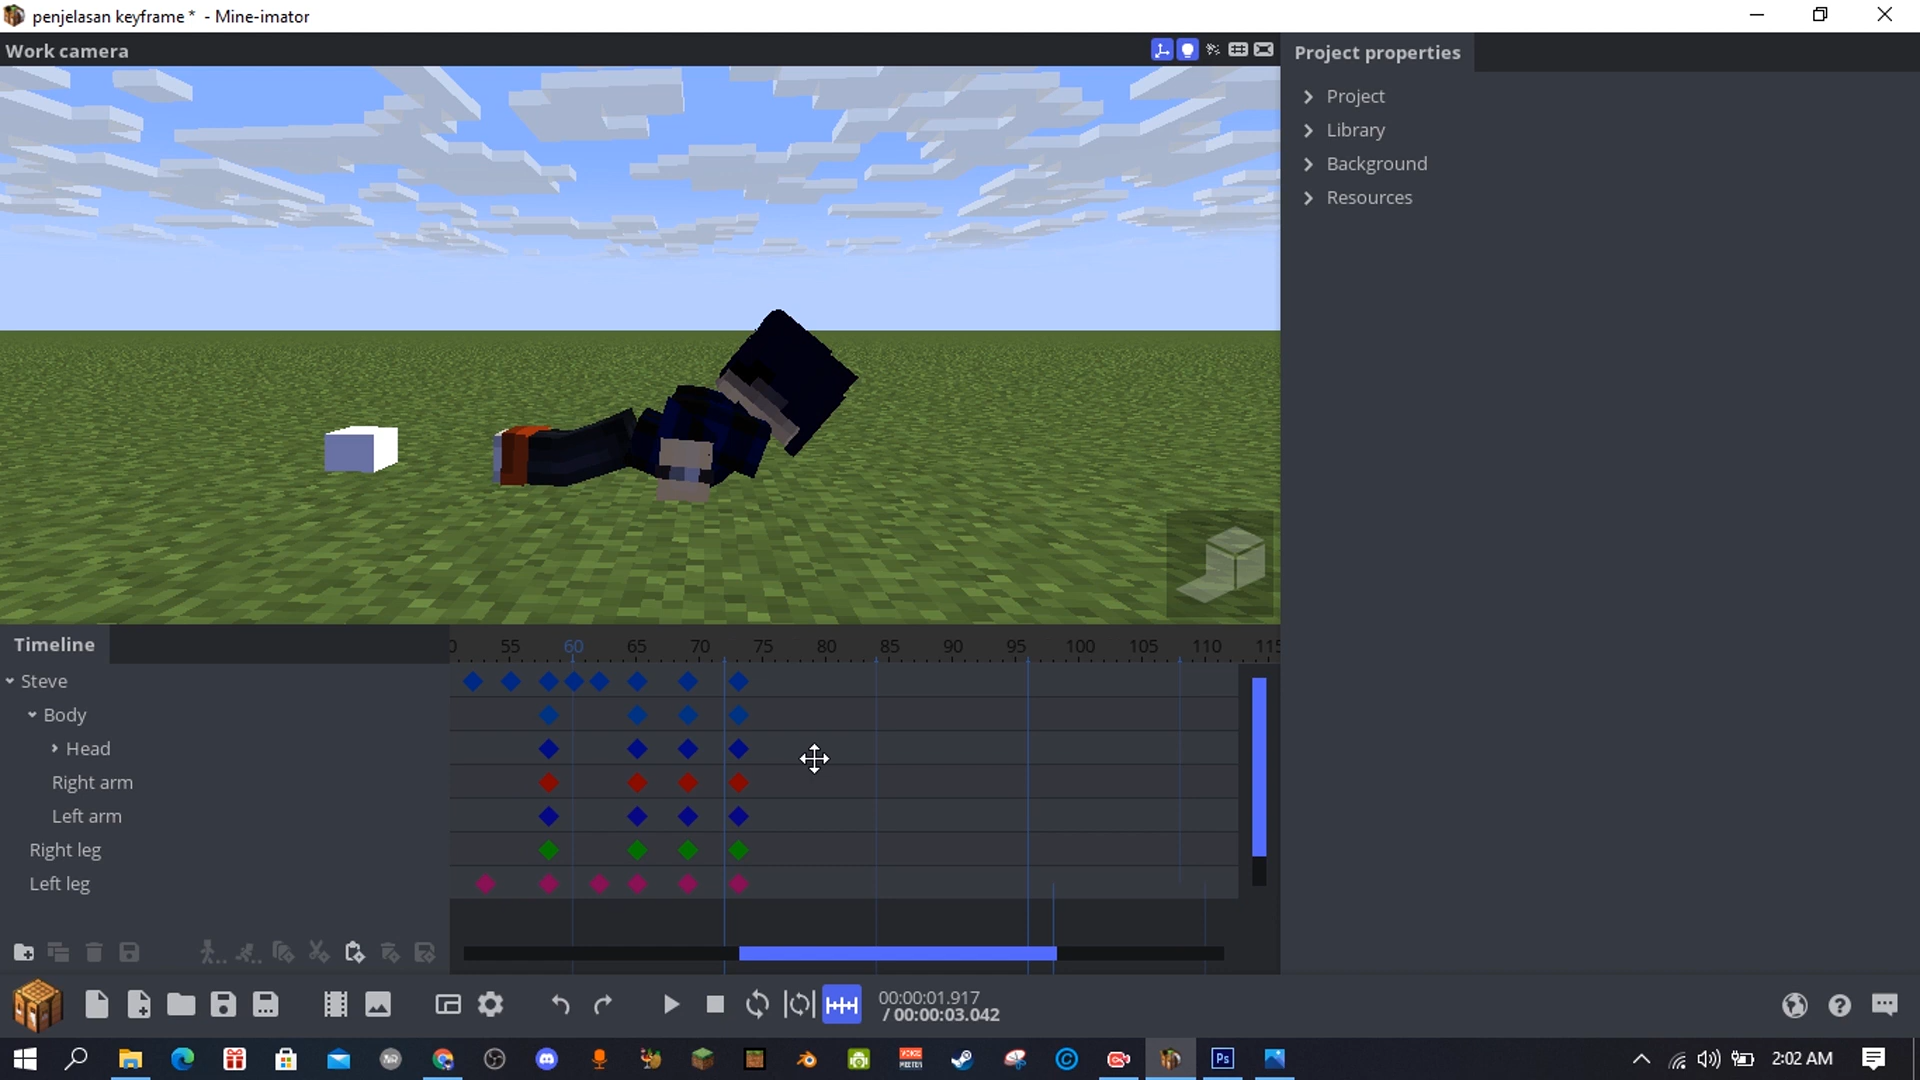 penjelasan keyframe * - Mine-imator
Work camera
Project properties
Project
Library
Background
Resources
Timeline
55 60 65 70 75 80 85 90 95 100 105 110 115
Steve
Body
Head
Right arm
Left arm
Right leg
Left leg
00:00:01.917
/ 00:00:03.042
Ps
2:02 AM